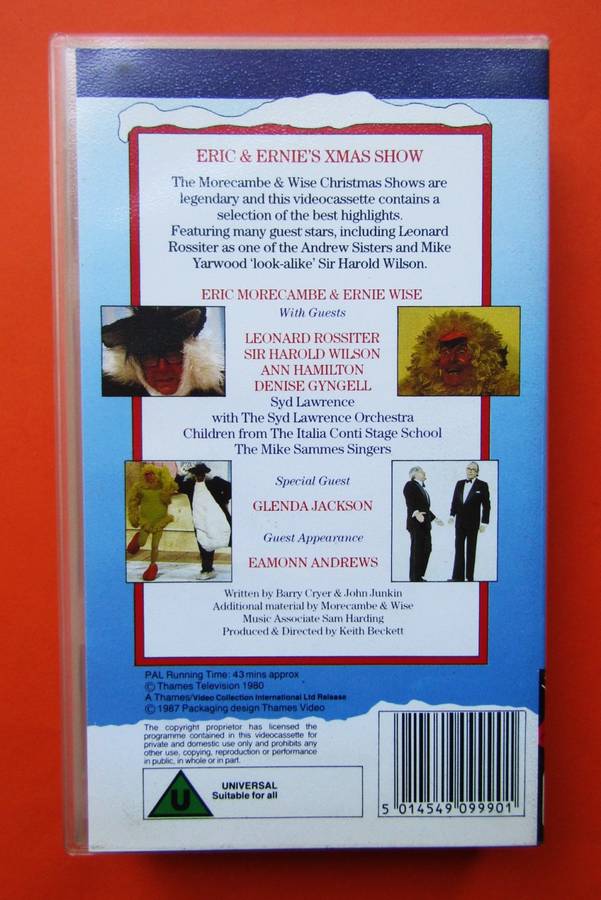 ERIC & ERNIE'S XMAS SHOW
The Morecambe & Wise Christmas Shows are
legendary and this videocassette contains a
selection of the best highlights.
Featuring many guest stars, including Leonard
Rossiter as one of the Andrew Sisters and Mike
Yarwood 'look-alike' Sir Harold Wilson.
ERIC MORECAMBE & ERNIE WISE
With Guests
LEONARD ROSSITER
SIR HAROLD WILSON
ANN HAMILTON
DENISE GYNGELL
Syd Lawrence
with The Syd Lawrence Orchestra
Children from The Italia Conti Stage School
The Mike Sammes Singers
Special Guest
GLENDA JACKSON
Guest Appearance
EAMONN ANDREWS
Written by Barry Cryer & John Junkin
Additional material by Morecambe & Wise
Music Associate Sam Harding
Produced & Directed by Keith Beckett
PAL Running Time: 43 mins approx
© Thames Television 1980
A Thames/Video Collection International Ltd Release
© 1987 Packaging design Thames Video
The copyright proprietor has licensed the
programme contained in this videocassette for
private and domestic use only and prohibits any
other use, copying, reproduction or performance
in public, in whole or in part.
U
UNIVERSAL
Suitable for all
5 014549 099901